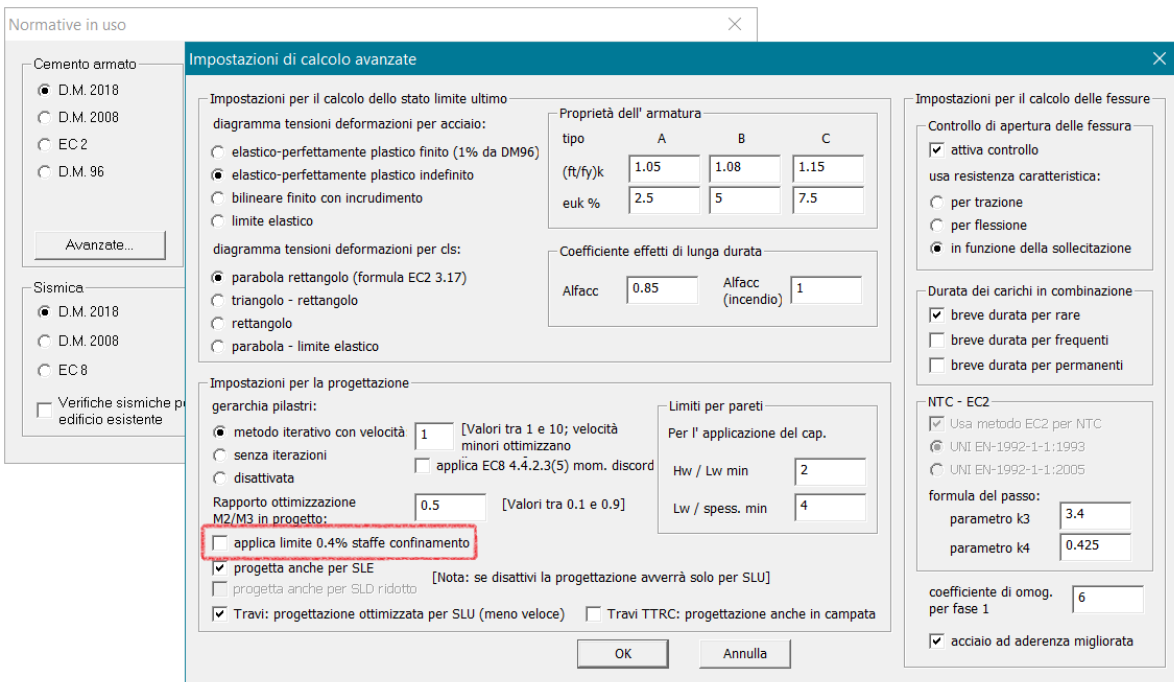 Normative in uso
Cemento armato
D.M. 2018
D.M. 2008
EC 2
D.M. 96
Avanzate...
Sismica
D.M. 2018
D.M. 2008
EC 8
Verifiche sismiche
edificio esistente
Impostazioni di calcolo avanzate
Impostazioni per il calcolo dello stato limite ultimo
diagramma tensioni deformazioni per acciaio:
elastico-perfettamente plastico finito (1% da DM96)
elastico-perfettamente plastico indefinito
bilineare finito con incrudimento
limite elastico
diagramma tensioni deformazioni per cls:
parabola rettangolo (formula EC2 3.17)
triangolo - rettangolo
rettangolo
parabola - limite elastico
Proprietà dell' armatura
tipo A B C
(ft/fy)k 1.05 1.08 1.15
euk % 2.5 5 7.5
Coefficiente effetti di lunga durata
Alfacc 0.85 Alfacc (incendio) 1
Impostazioni per la progettazione
gerarchia pilastri:
metodo iterativo con velocità 1 [Valori tra 1 e 10; velocità
minori ottimizzano
senza iterazioni
applica EC8 4.4.2.3(5) mom. discord
disattivata
Rapporto ottimizzazione
M2/M3 in progetto: 0.5 [Valori tra 0.1 e 0.9]
applica limite 0.4% staffe confinamento
progetta anche per SLE
[Nota: se disattivi la progettazione avverrà solo per SLU]
progetta anche per SLD ridotto
Travi: progettazione ottimizzata per SLU (meno veloce) Travi TTRC: progettazione anche in campata
Limiti per pareti
Per l' applicazione del cap.
Hw / Lw min 2
Lw / spess. min 4
Impostazioni per il calcolo delle fessure
Controllo di apertura delle fessura
attiva controllo
usa resistenza caratteristica:
per trazione
per flessione
in funzione della sollecitazione
Durata dei carichi in combinazione
breve durata per rare
breve durata per frequenti
breve durata per permanenti
NTC - EC2
Usa metodo EC2 per NTC
UNI EN-1992-1-1:1993
UNI EN-1992-1-1:2005
formula del passo:
parametro k3 3.4
parametro k4 0.425
coefficiente di omog.
per fase 1 6
acciaio ad aderenza migliorata
OK Annulla